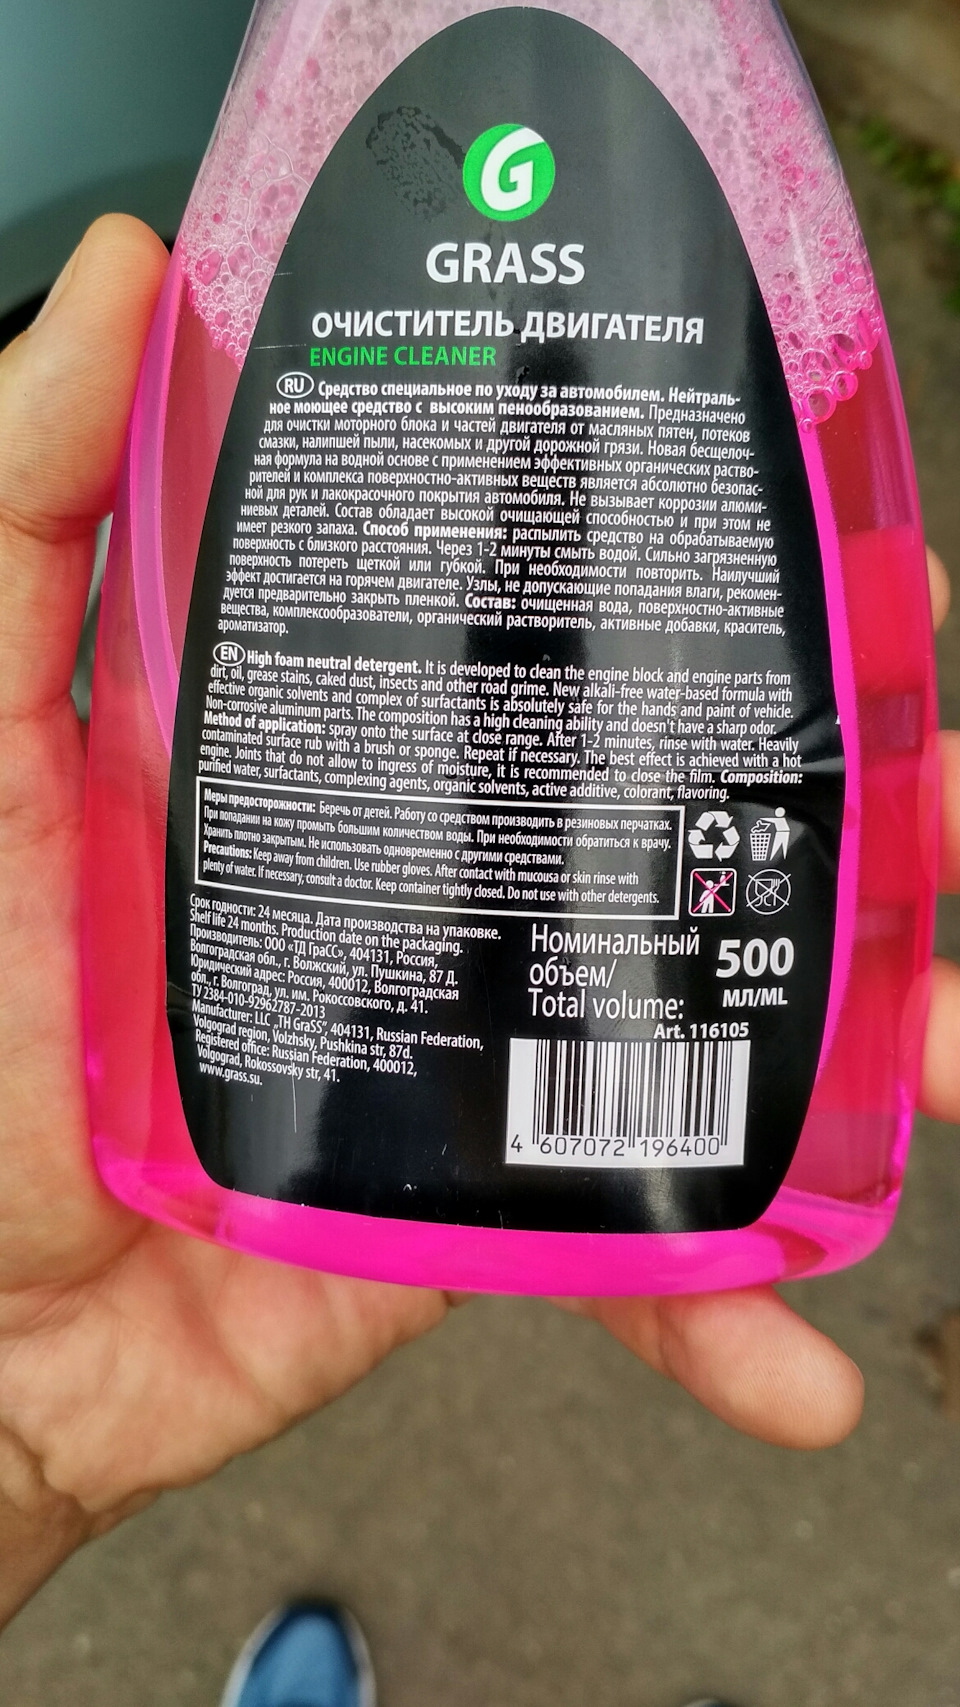 G
GRASS
ОЧИСТИТЕЛЬ ДВИГАТЕЛЯ
ENGINE CLEANER
RU Средство специальное по уходу за автомобилем. Нейтраль-
ное моющее средство с высоким пенообразованием. Предназначено
для очистки моторного блока и частей двигателя от масляных пятен, потеков
смазки, налипшей пыли, насекомых и другой дорожной грязи. Новая бесщелоч-
ная формула на водной основе с применением эффективных органических раство-
рителей и комплекса поверхностно-активных веществ является абсолютно безопас-
ной для рук и лакокрасочного покрытия автомобиля. Не вызывает коррозии алюми-
ниевых деталей. Состав обладает высокой очищающей способностью и при этом не
имеет резкого запаха. Способ применения: распылить средство на обрабатываемую
поверхность с близкого расстояния. Через 1-2 минуты смыть водой. Сильно загрязненную
поверхность потереть щеткой или губкой. При необходимости повторить. Наилучший
эффект достигается на горячем двигателе. Узлы, не допускающие попадания влаги, рекомен-
дуется предварительно закрыть пленкой. Состав: очищенная вода, поверхностно-активные
вещества, комплексообразователи, органический растворитель, активные добавки, краситель,
ароматизатор.
EN High foam neutral detergent. It is developed to clean the engine block and engine parts from
dirt, oil, grease stains, caked dust, insects and other road grime. New alkali-free water-based formula with
effective organic solvents and complex of surfactants is absolutely safe for the hands and paint of vehicle.
Non-corrosive aluminum parts. The composition has a high cleaning ability and doesn't have a sharp odor.
Method of application: spray onto the surface at close range. After 1-2 minutes, rinse with water. Heavily
contaminated surface rub with a brush or sponge. Repeat if necessary. The best effect is achieved with a hot
engine. Joints that do not allow to ingress of moisture, it is recommended to close the film. Composition:
purified water, surfactants, complexing agents, organic solvents, active additive, colorant, flavoring.
Меры предосторожности: Беречь от детей. Работу со средством производить в резиновых перчатках.
При попадании на кожу промыть большим количеством воды. При необходимости обратиться к врачу.
Хранить плотно закрытым. Не использовать одновременно с другими средствами.
Precautions: Keep away from children. Use rubber gloves. After contact with mucousa or skin rinse with
plenty of water. If necessary, consult a doctor. Keep container tightly closed. Do not use with other detergents.
Срок годности: 24 месяца. Дата производства на упаковке.
Shelf life 24 months. Production date on the packaging.
Производитель: ООО «ТД ГраСС», 404131, Россия,
Волгоградская обл., г. Волжский, ул. Пушкина, 87 Д.
Юридический адрес: Россия, 400012, Волгоградская
обл., г. Волгоград, ул. им. Рокоссовского, д. 41.
ТУ 2384-010-92962787-2013
Manufacturer: LLC „TH GraSS", 404131, Russian Federation,
Volgograd region, Volzhsky, Pushkina str, 87d.
Registered office: Russian Federation, 400012,
Volgograd, Rokossovsky str, 41.
www.grass.su.
Номинальный
объем/
Total volume:
500
МЛ/ML
Art. 116105
4 607072 196400